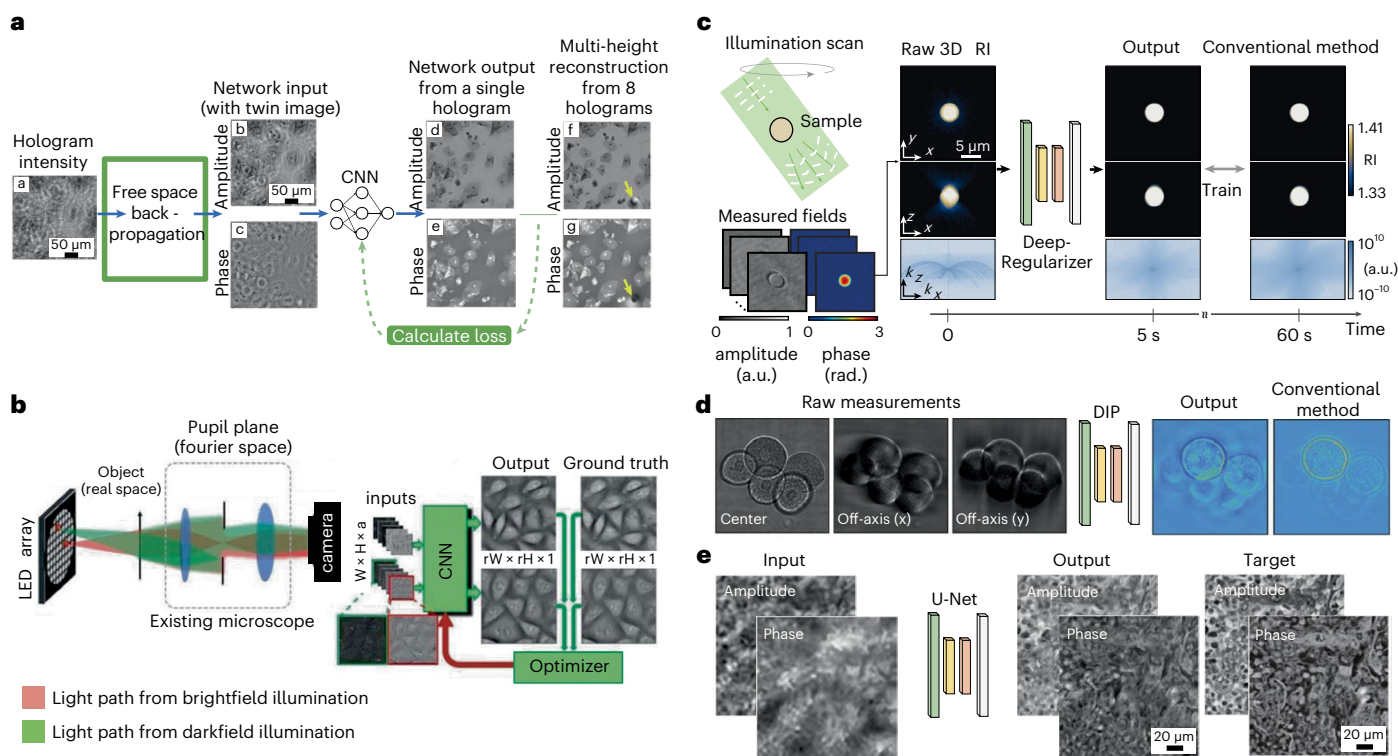 a
Hologram
intensity
a
50 µm
Free space
back -
propagation
Network input
(with twin image)
Amplitude
b
50 µm
Phase
c
CNN
Network output
from a single
hologram
Amplitude
d
Phase
e
Multi-height
reconstruction
from 8
holograms
Amplitude
f
Phase
g
Calculate loss
b
Pupil plane
(fourier space)
Object
(real space)
LED array
Existing microscope
camera
inputs
W × H × a
CNN
Output
Ground truth
rW × rH × 1
rW × rH × 1
Optimizer
Light path from brightfield illumination
Light path from darkfield illumination
c
Illumination scan
Sample
Measured fields
0
1
0
3
amplitude
(a.u.)
phase
(rad.)
Raw 3D RI
y
x
5 µm
z
x
kz
kx
Deep-
Regularizer
Output
Train
Conventional method
1.41
RI
1.33
10^10
(a.u.)
10^−10
0
5 s
60 s
Time
d
Raw measurements
Center
Off-axis (x)
Off-axis (y)
DIP
Output
Conventional
method
e
Input
Amplitude
Phase
U-Net
Output
Amplitude
Phase
20 µm
Target
Amplitude
Phase
20 µm